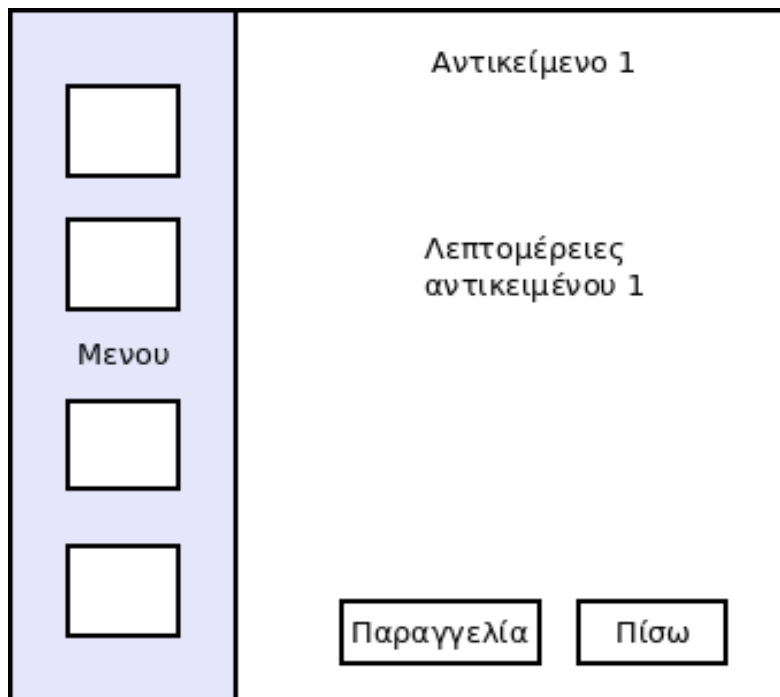 Μενου
Αντικείμενο 1
Λεπτομέρειες
αντικειμένου 1
Παραγγελία
Πίσω